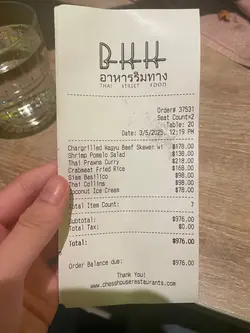 BHH
อาหารริมทาง
THAI STREET FOOD
Order# 37531
Seat Count=2
Table: 20
Date: 3/5/2025, 12:19 PM
Chargrilled Wagyu Beef Skewer wi $178.00
Shrimp Pomelo Salad $138.00
Thai Prawns Curry $218.00
Crabmeat Fried Rice $168.00
Siam Basilico $98.00
Thai Collins $98.00
Coconut Ice Cream $78.00
Total Item Count: 7
Subtotal: $976.00
Total Tax: $0.00
Total: $976.00
Order Balance due: $976.00
Thank You!
www.chesshouserestaurants.com